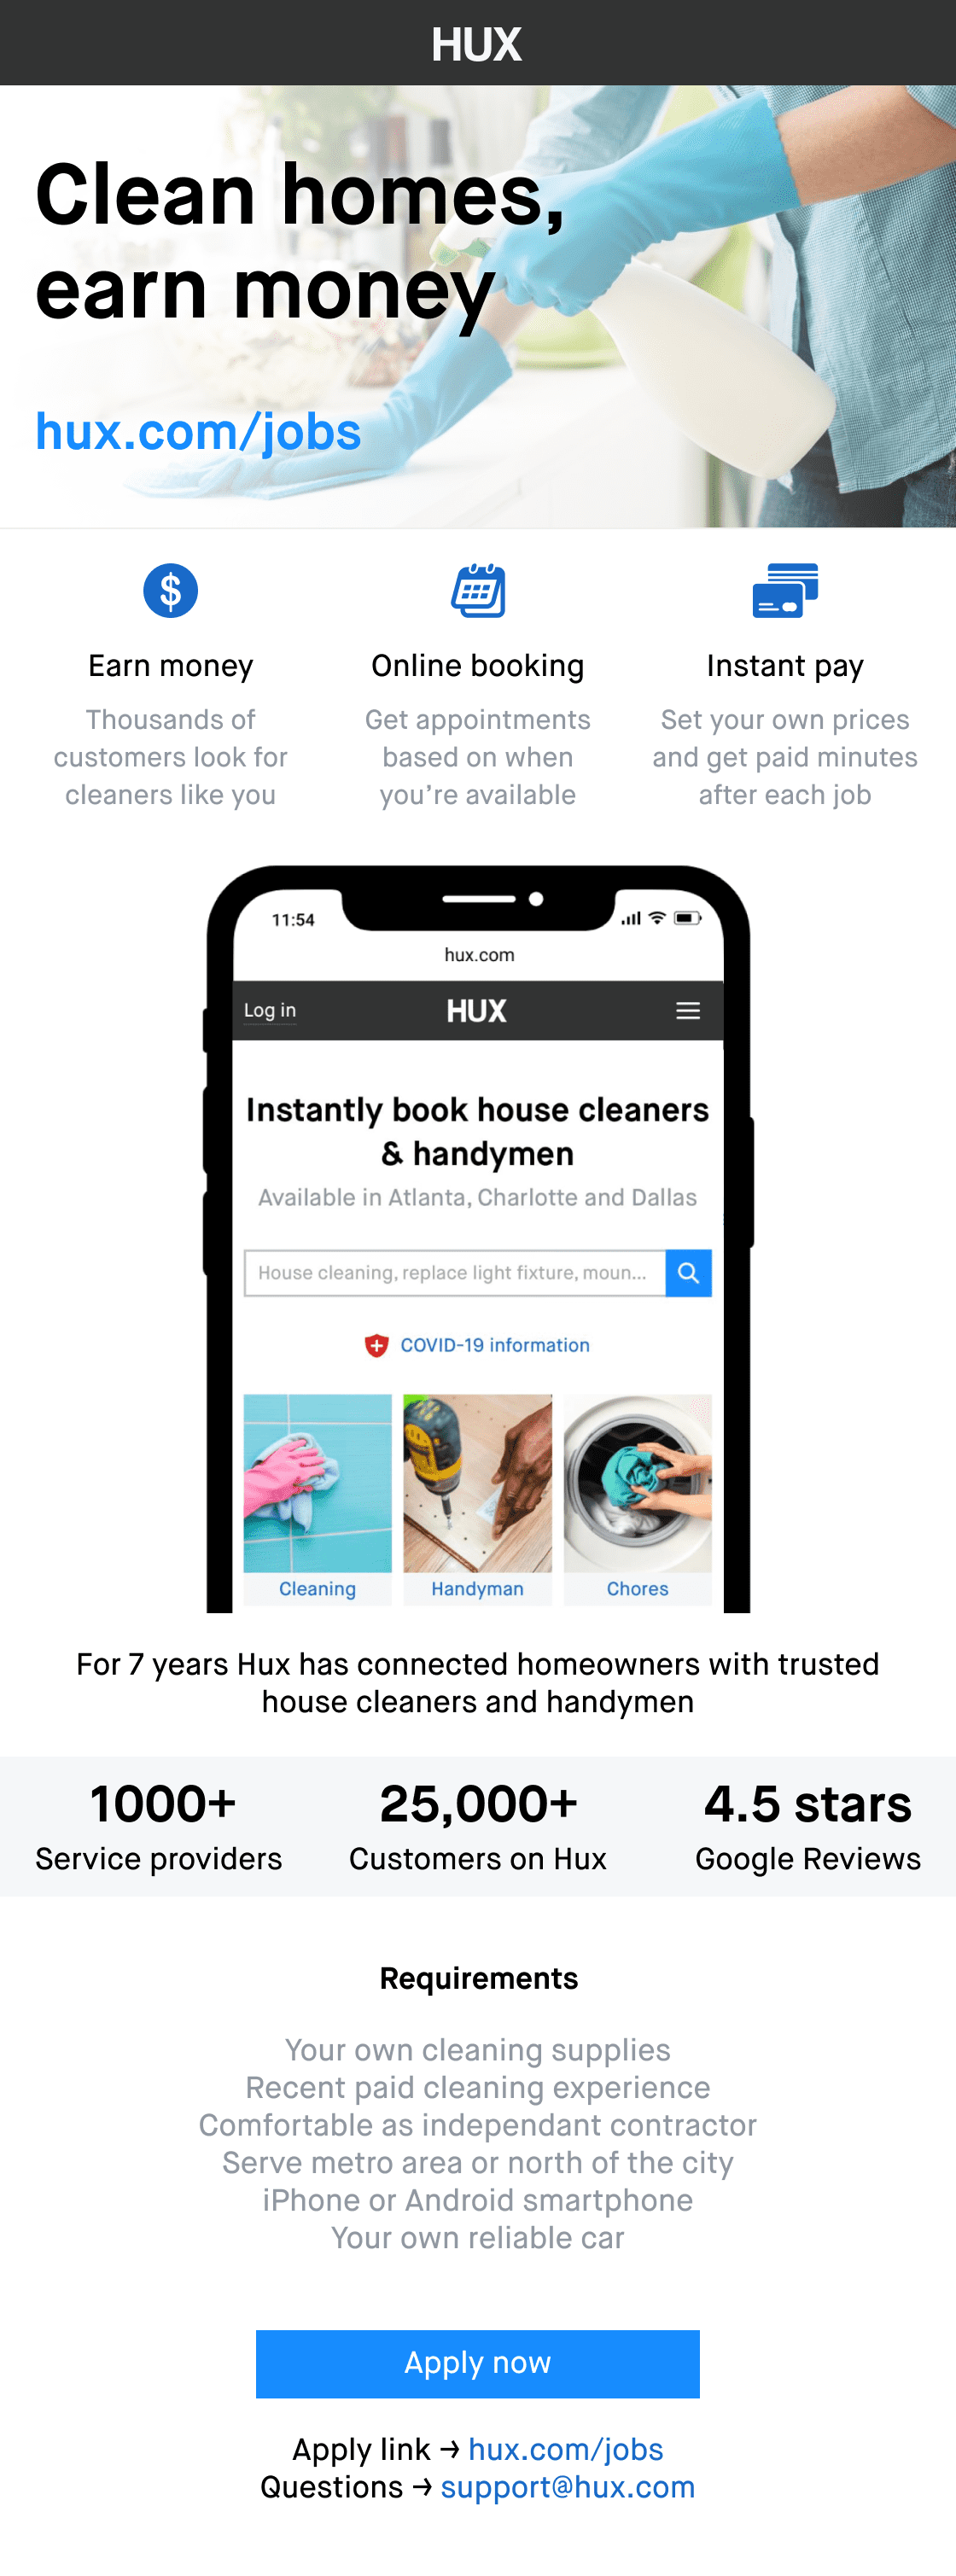 HUX
Clean homes,
earn money
hux.com/jobs
Earn money
Thousands of
customers look for
cleaners like you
Online booking
Get appointments
based on when
you're available
Instant pay
Set your own prices
and get paid minutes
after each job
11:54
hux.com
Log in
HUX
Instantly book house cleaners
& handymen
Available in Atlanta, Charlotte and Dallas
House cleaning, replace light fixture, moun...
COVID-19 information
Cleaning
Handyman
Chores
For 7 years Hux has connected homeowners with trusted
house cleaners and handymen
1000+
Service providers
25,000+
Customers on Hux
4.5 stars
Google Reviews
Requirements
Your own cleaning supplies
Recent paid cleaning experience
Comfortable as independant contractor
Serve metro area or north of the city
iPhone or Android smartphone
Your own reliable car
Apply now
Apply link → hux.com/jobs
Questions → support@hux.com